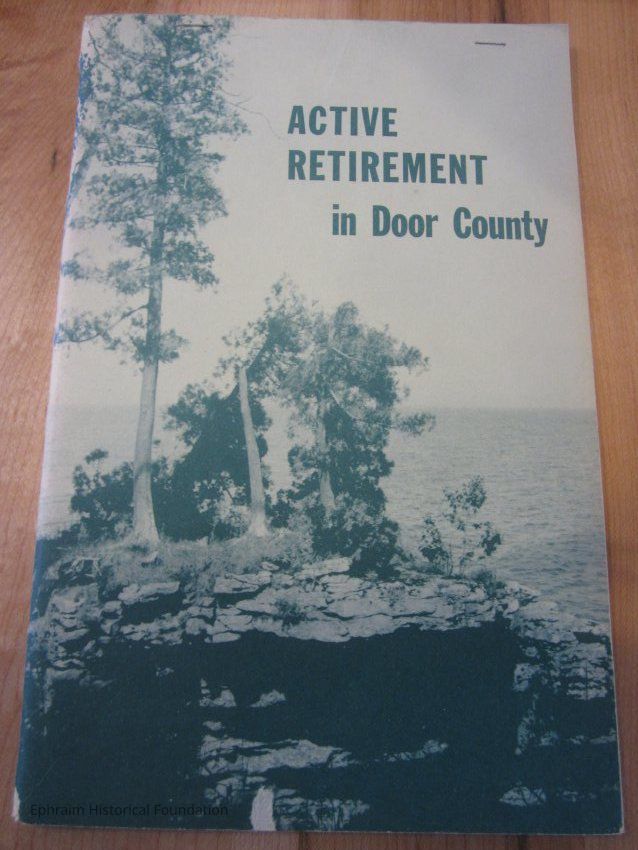 ACTIVE
RETIREMENT
in Door County
Ephraim Historical Foundation